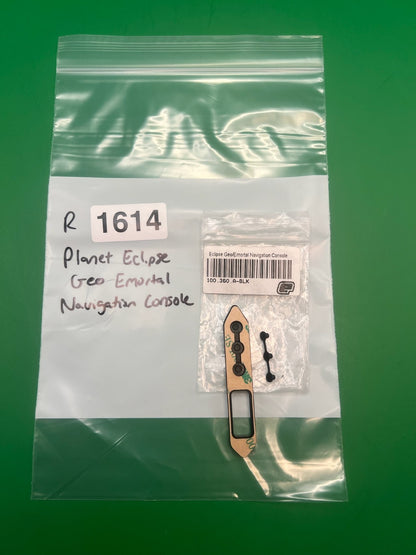 R 1614
Planet Eclipse
Geo-Emortal
Navigation Console
Eclipse Geo/Emortal Navigation Console
100.360.A-BLK